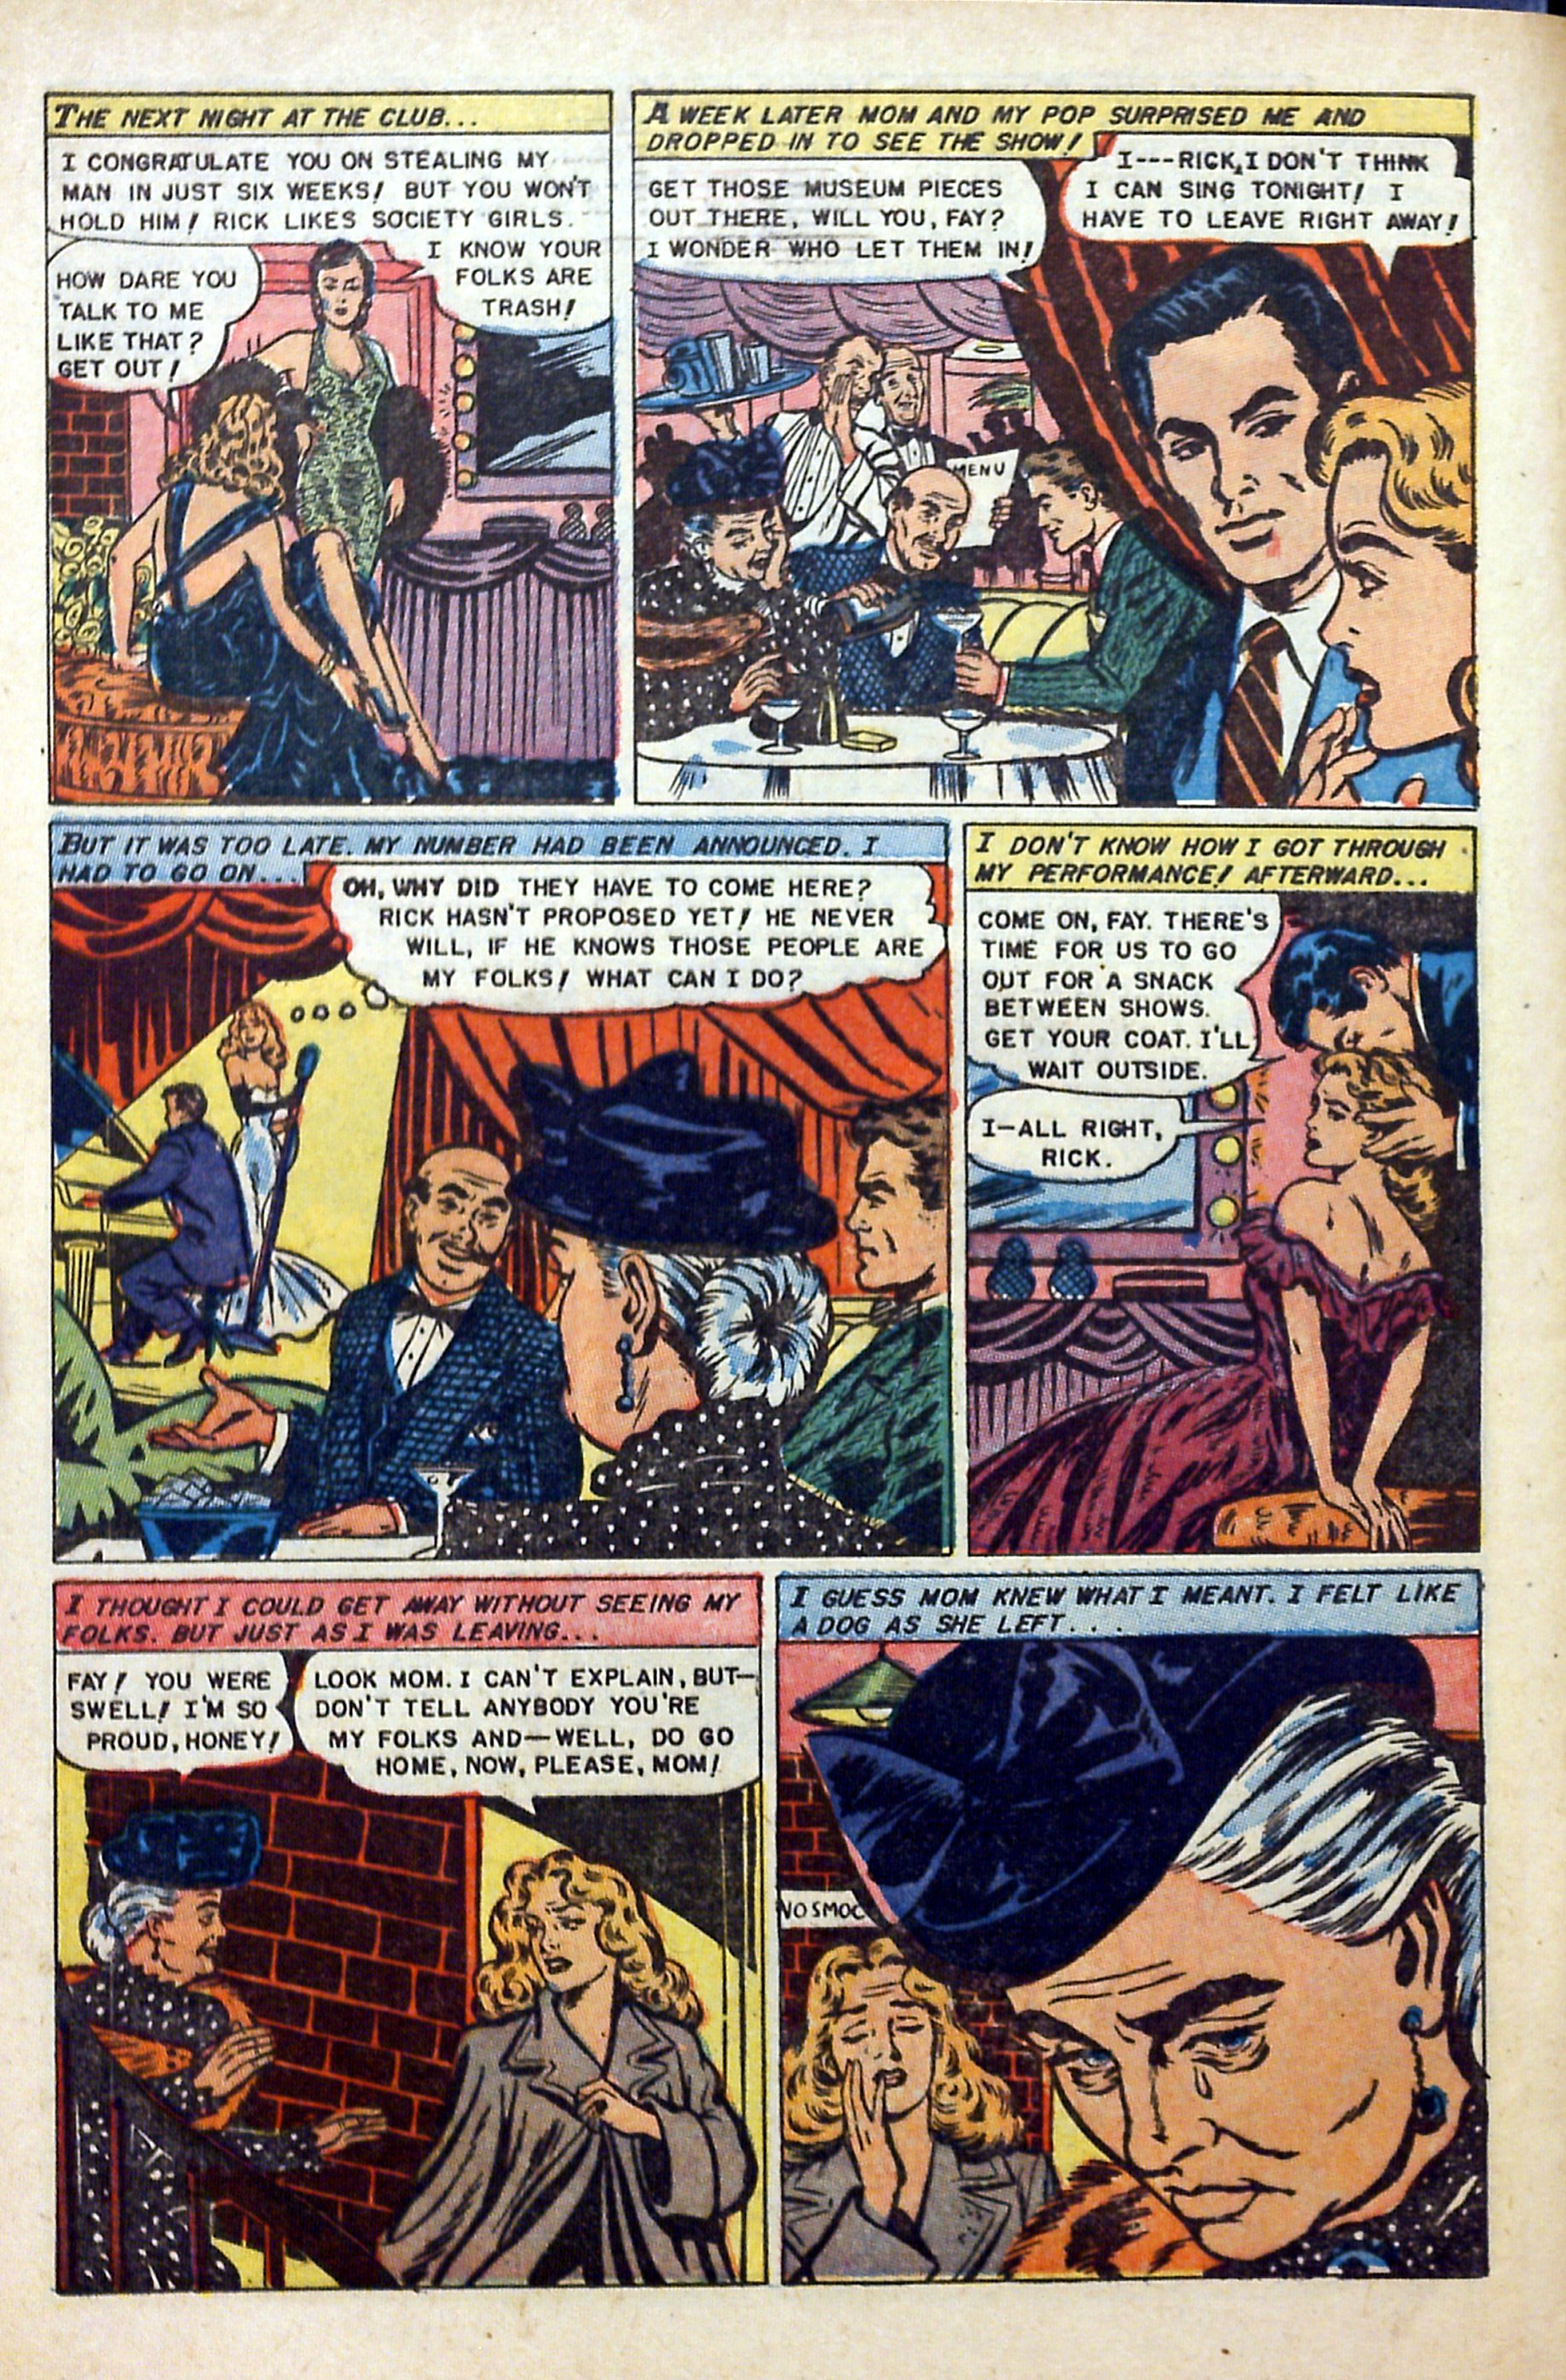 THE NEXT NIGHT AT THE CLUB...
I CONGRATULATE YOU ON STEALING MY
MAN IN JUST SIX WEEKS! BUT YOU WON'T
HOLD HIM! RICK LIKES SOCIETY GIRLS.
I KNOW YOUR
FOLKS ARE
TRASH!
HOW DARE YOU
TALK TO ME
LIKE THAT?
GET OUT!
A WEEK LATER MOM AND MY POP SURPRISED ME AND
DROPPED IN TO SEE THE SHOW!
GET THOSE MUSEUM PIECES
OUT THERE, WILL YOU, FAY?
I WONDER WHO LET THEM IN!
I---RICK, I DON'T THINK
I CAN SING TONIGHT! I
HAVE TO LEAVE RIGHT AWAY!
MENU
BUT IT WAS TOO LATE. MY NUMBER HAD BEEN ANNOUNCED. I
HAD TO GO ON...
OH, WHY DID THEY HAVE TO COME HERE?
RICK HASN'T PROPOSED YET! HE NEVER
WILL, IF HE KNOWS THOSE PEOPLE ARE
MY FOLKS! WHAT CAN I DO?
I DON'T KNOW HOW I GOT THROUGH
MY PERFORMANCE! AFTERWARD...
COME ON, FAY. THERE'S
TIME FOR US TO GO
OUT FOR A SNACK
BETWEEN SHOWS.
GET YOUR COAT. I'LL
WAIT OUTSIDE.
I-ALL RIGHT,
RICK.
I THOUGHT I COULD GET AWAY WITHOUT SEEING MY
FOLKS. BUT JUST AS I WAS LEAVING...
FAY! YOU WERE
SWELL! I'M SO
PROUD, HONEY!
LOOK MOM. I CAN'T EXPLAIN, BUT—
DON'T TELL ANYBODY YOU'RE
MY FOLKS AND—WELL, DO GO
HOME, NOW, PLEASE, MOM!
I GUESS MOM KNEW WHAT I MEANT. I FELT LIKE
A DOG AS SHE LEFT...
NO SMOC